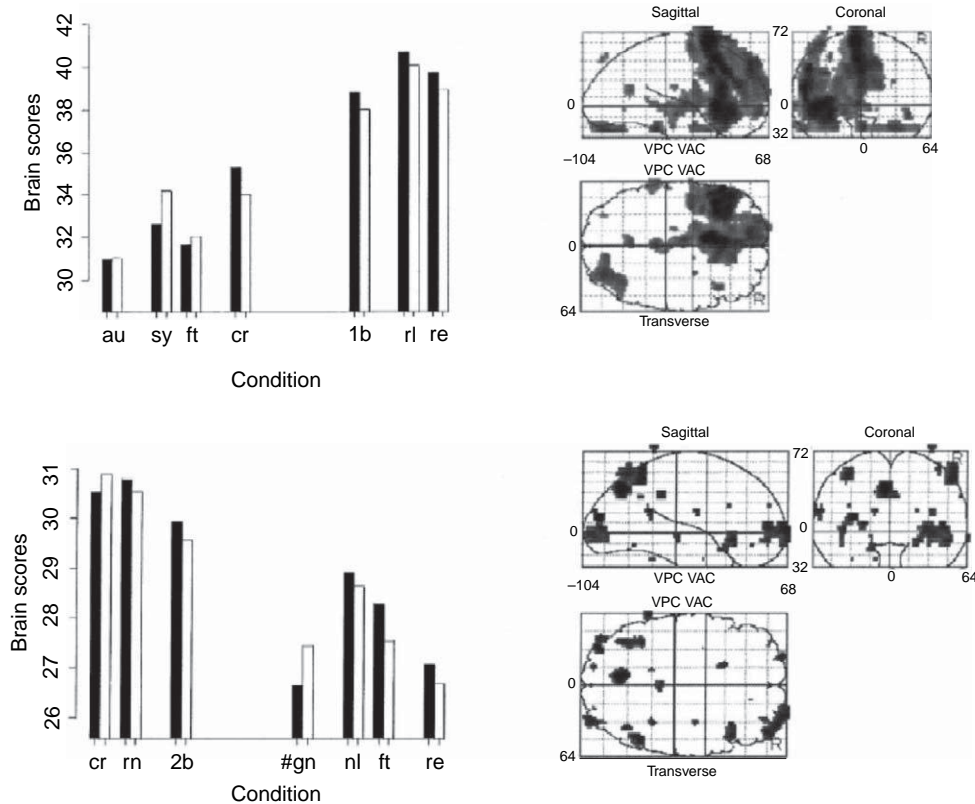 42
40
38
36
34
32
30
Brain scores
au sy ft cr 1b rl re
Condition
Sagittal Coronal
72
R
0 0
32
VPC VAC
–104 68 0 64
VPC VAC
0
R
64
Transverse
31
30
29
28
27
26
Brain scores
cr rn 2b #gn nl ft re
Condition
Sagittal Coronal
72
R
0 0
32
VPC VAC
–104 68 0 64
VPC VAC
0
R
64
Transverse